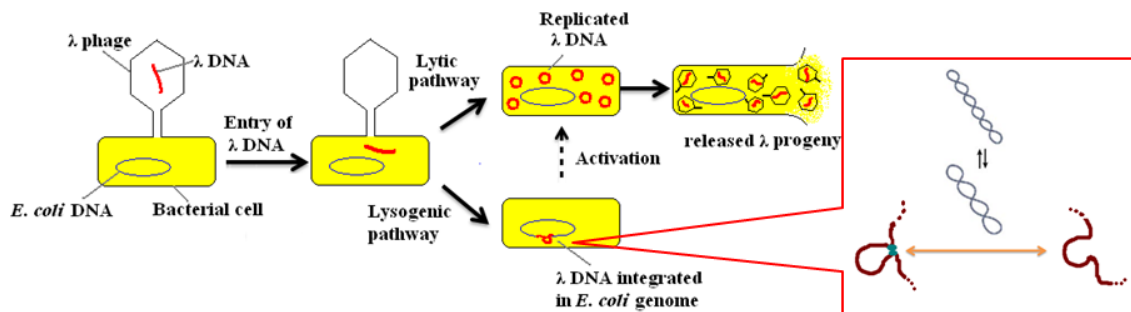 λ phage
λ DNA
E. coli DNA
Bacterial cell
Entry of
λ DNA
Lytic
pathway
Lysogenic
pathway
Replicated
λ DNA
Activation
λ DNA integrated
in E. coli genome
released λ progeny